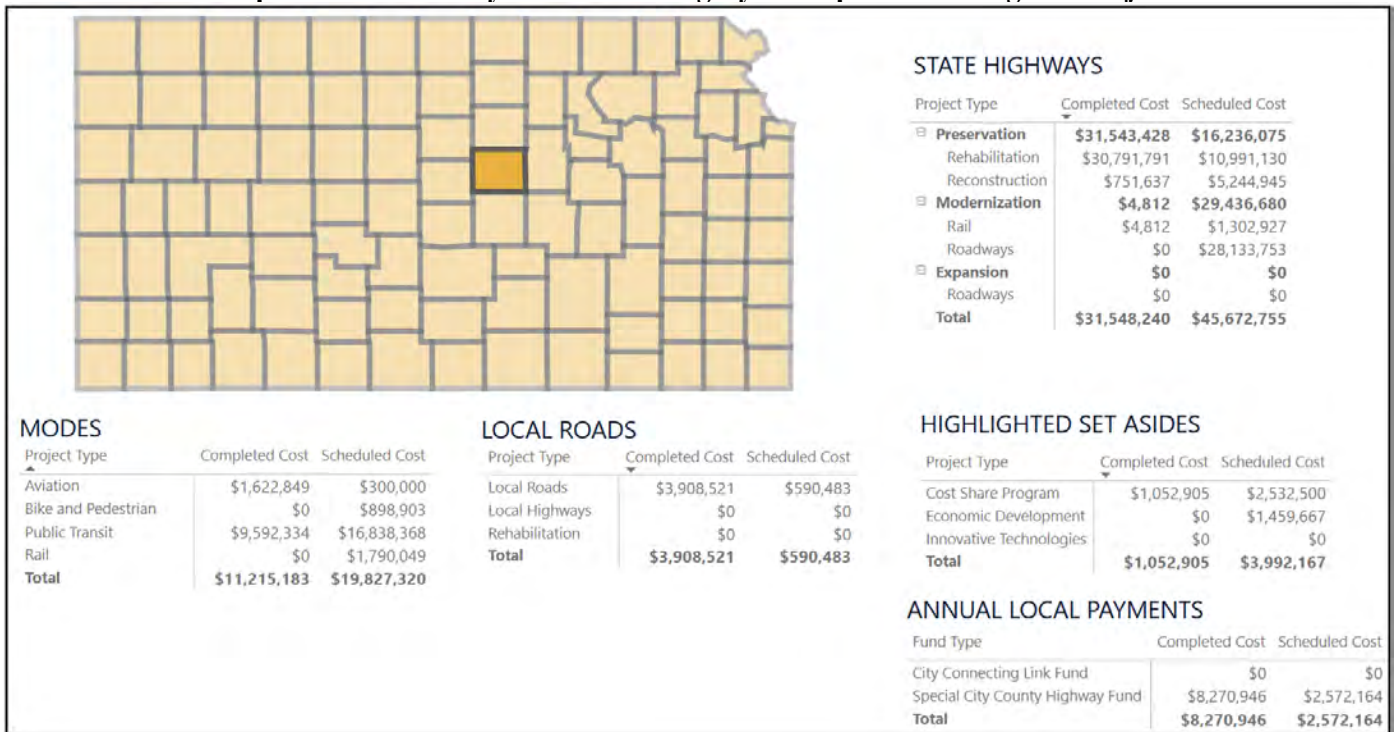 STATE HIGHWAYS
Project Type Completed Cost Scheduled Cost
Preservation $31,543,428 $16,236,075
Rehabilitation $30,791,791 $10,991,130
Reconstruction $751,637 $5,244,945
Modernization $4,812 $29,436,680
Rail $4,812 $1,302,927
Roadways $0 $28,133,753
Expansion $0 $0
Roadways $0 $0
Total $31,548,240 $45,672,755
MODES
Project Type Completed Cost Scheduled Cost
Aviation $1,622,849 $300,000
Bike and Pedestrian $0 $898,903
Public Transit $9,592,334 $16,838,368
Rail $0 $1,790,049
Total $11,215,183 $19,827,320
LOCAL ROADS
Project Type Completed Cost Scheduled Cost
Local Roads $3,908,521 $590,483
Local Highways $0 $0
Rehabilitation $0 $0
Total $3,908,521 $590,483
HIGHLIGHTED SET ASIDES
Project Type Completed Cost Scheduled Cost
Cost Share Program $1,052,905 $2,532,500
Economic Development $0 $1,459,667
Innovative Technologies $0 $0
Total $1,052,905 $3,992,167
ANNUAL LOCAL PAYMENTS
Fund Type Completed Cost Scheduled Cost
City Connecting Link Fund $0 $0
Special City County Highway Fund $8,270,946 $2,572,164
Total $8,270,946 $2,572,164